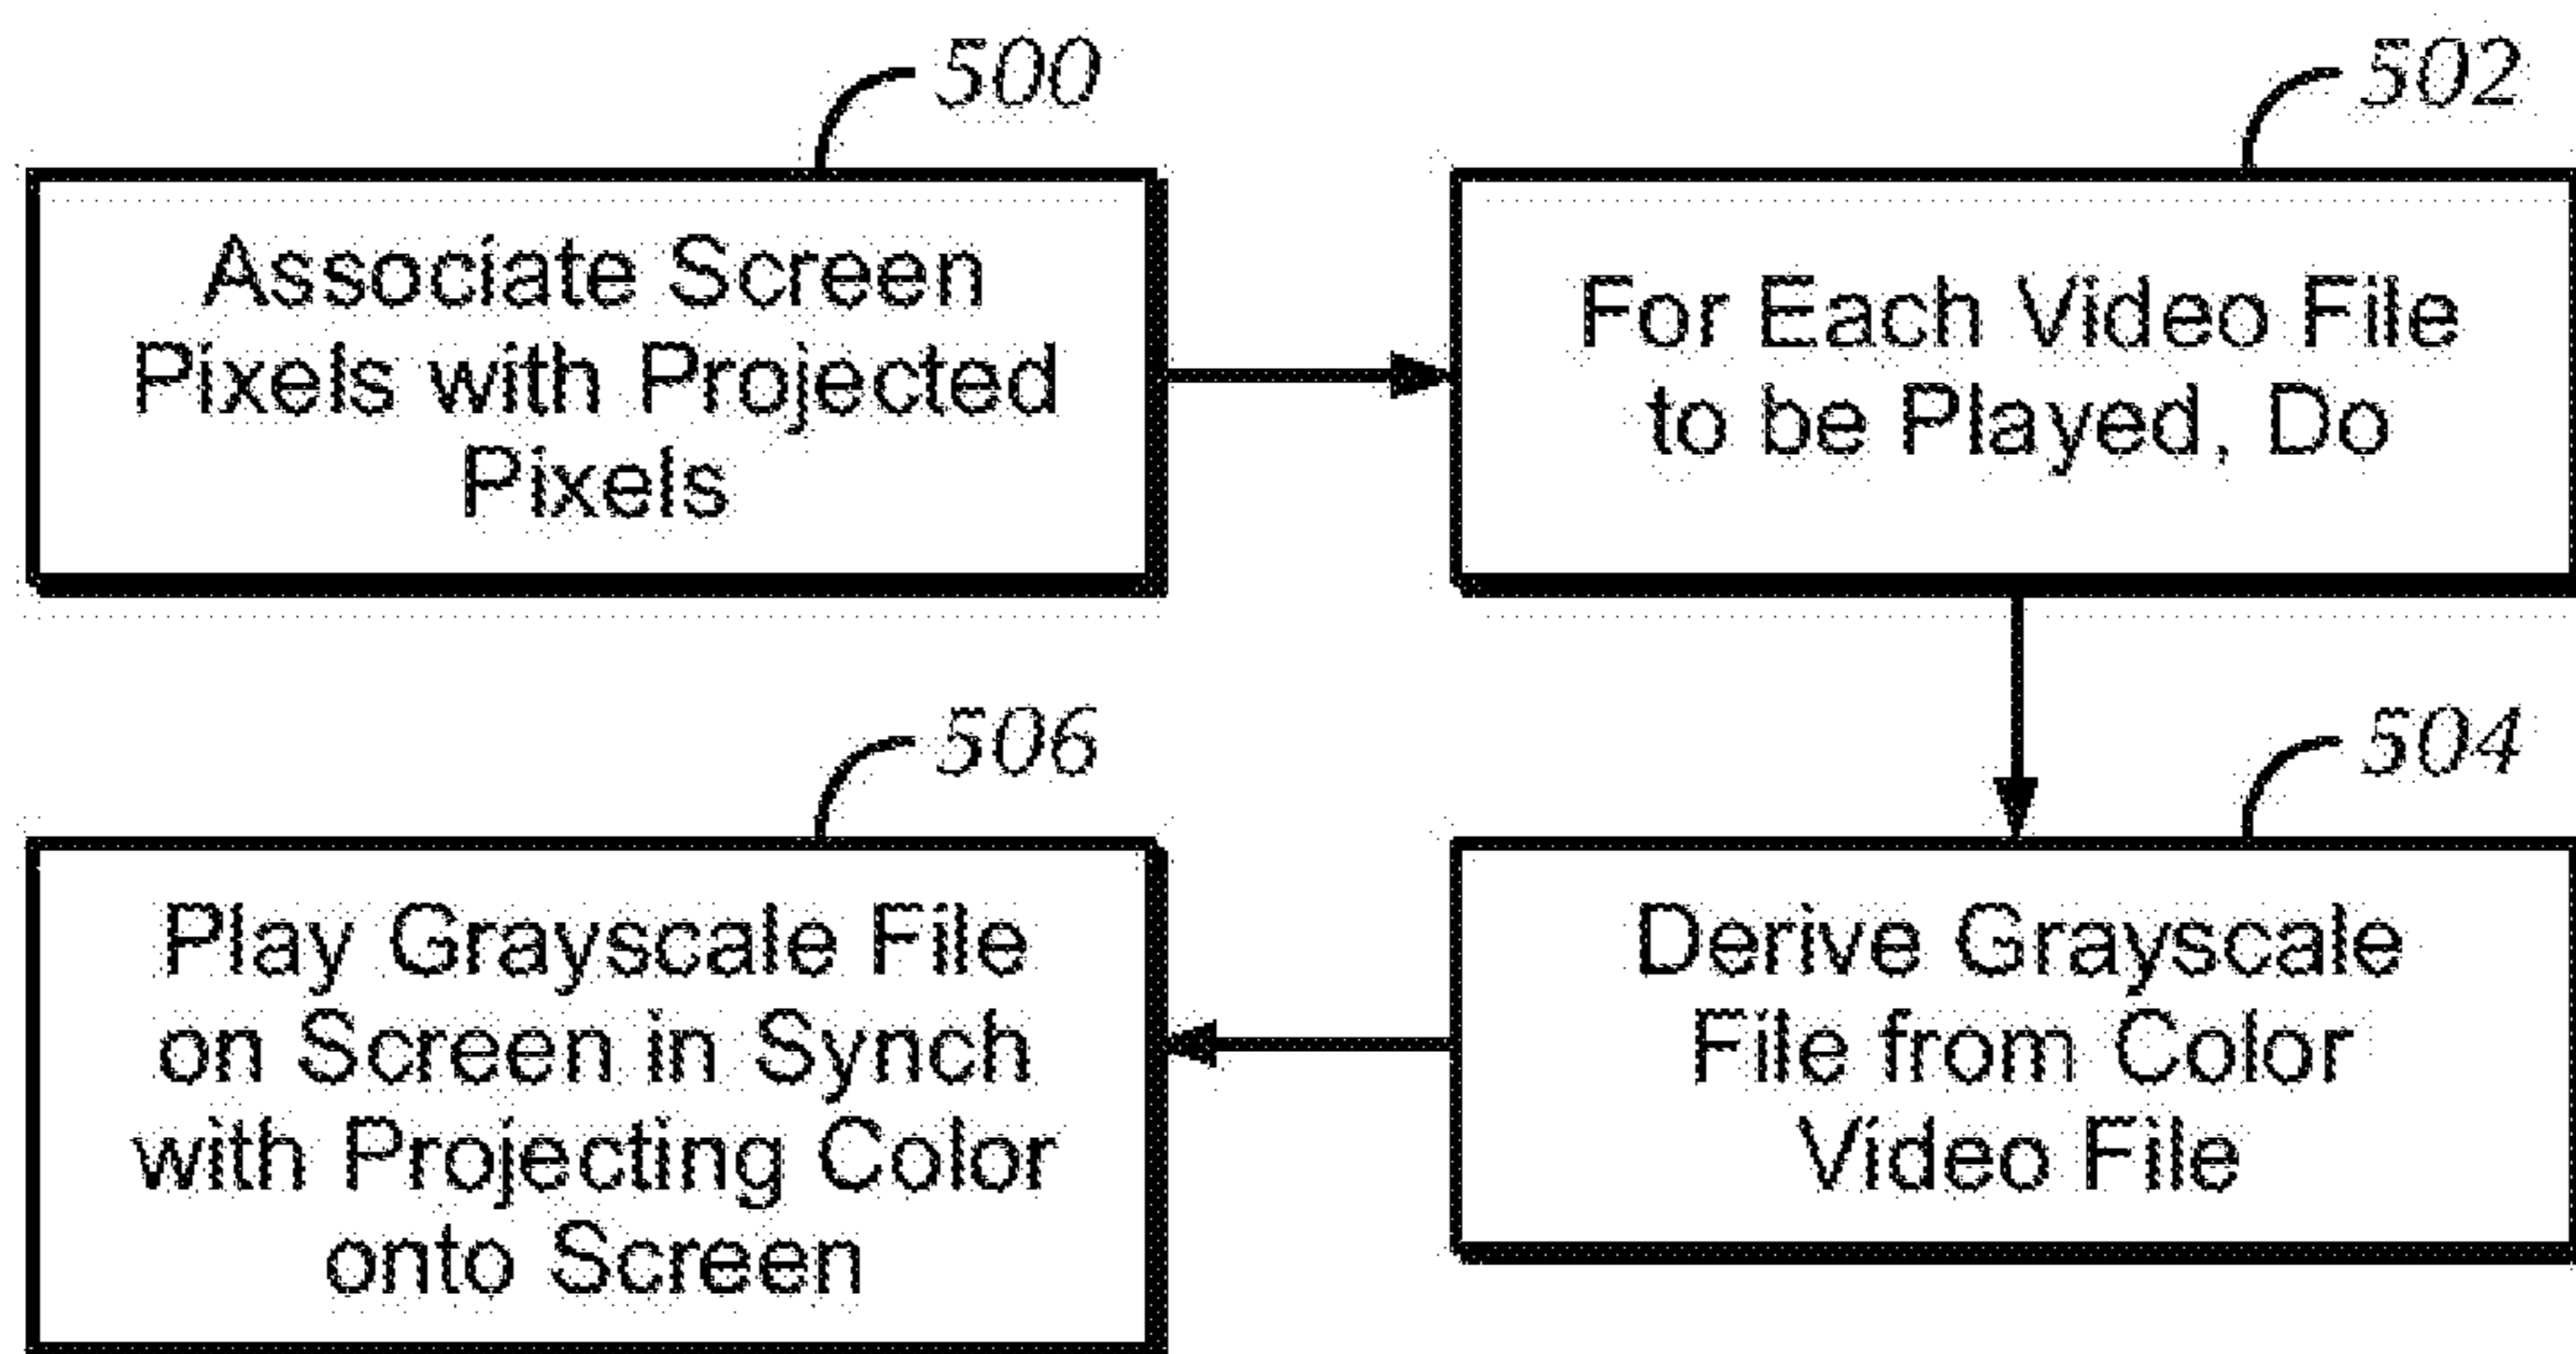 500
Associate Screen
Pixels with Projected
Pixels
502
For Each Video File
to be Played, Do
504
Derive Grayscale
File from Color
Video File
506
Play Grayscale File
on Screen in Synch
with Projecting Color
onto Screen